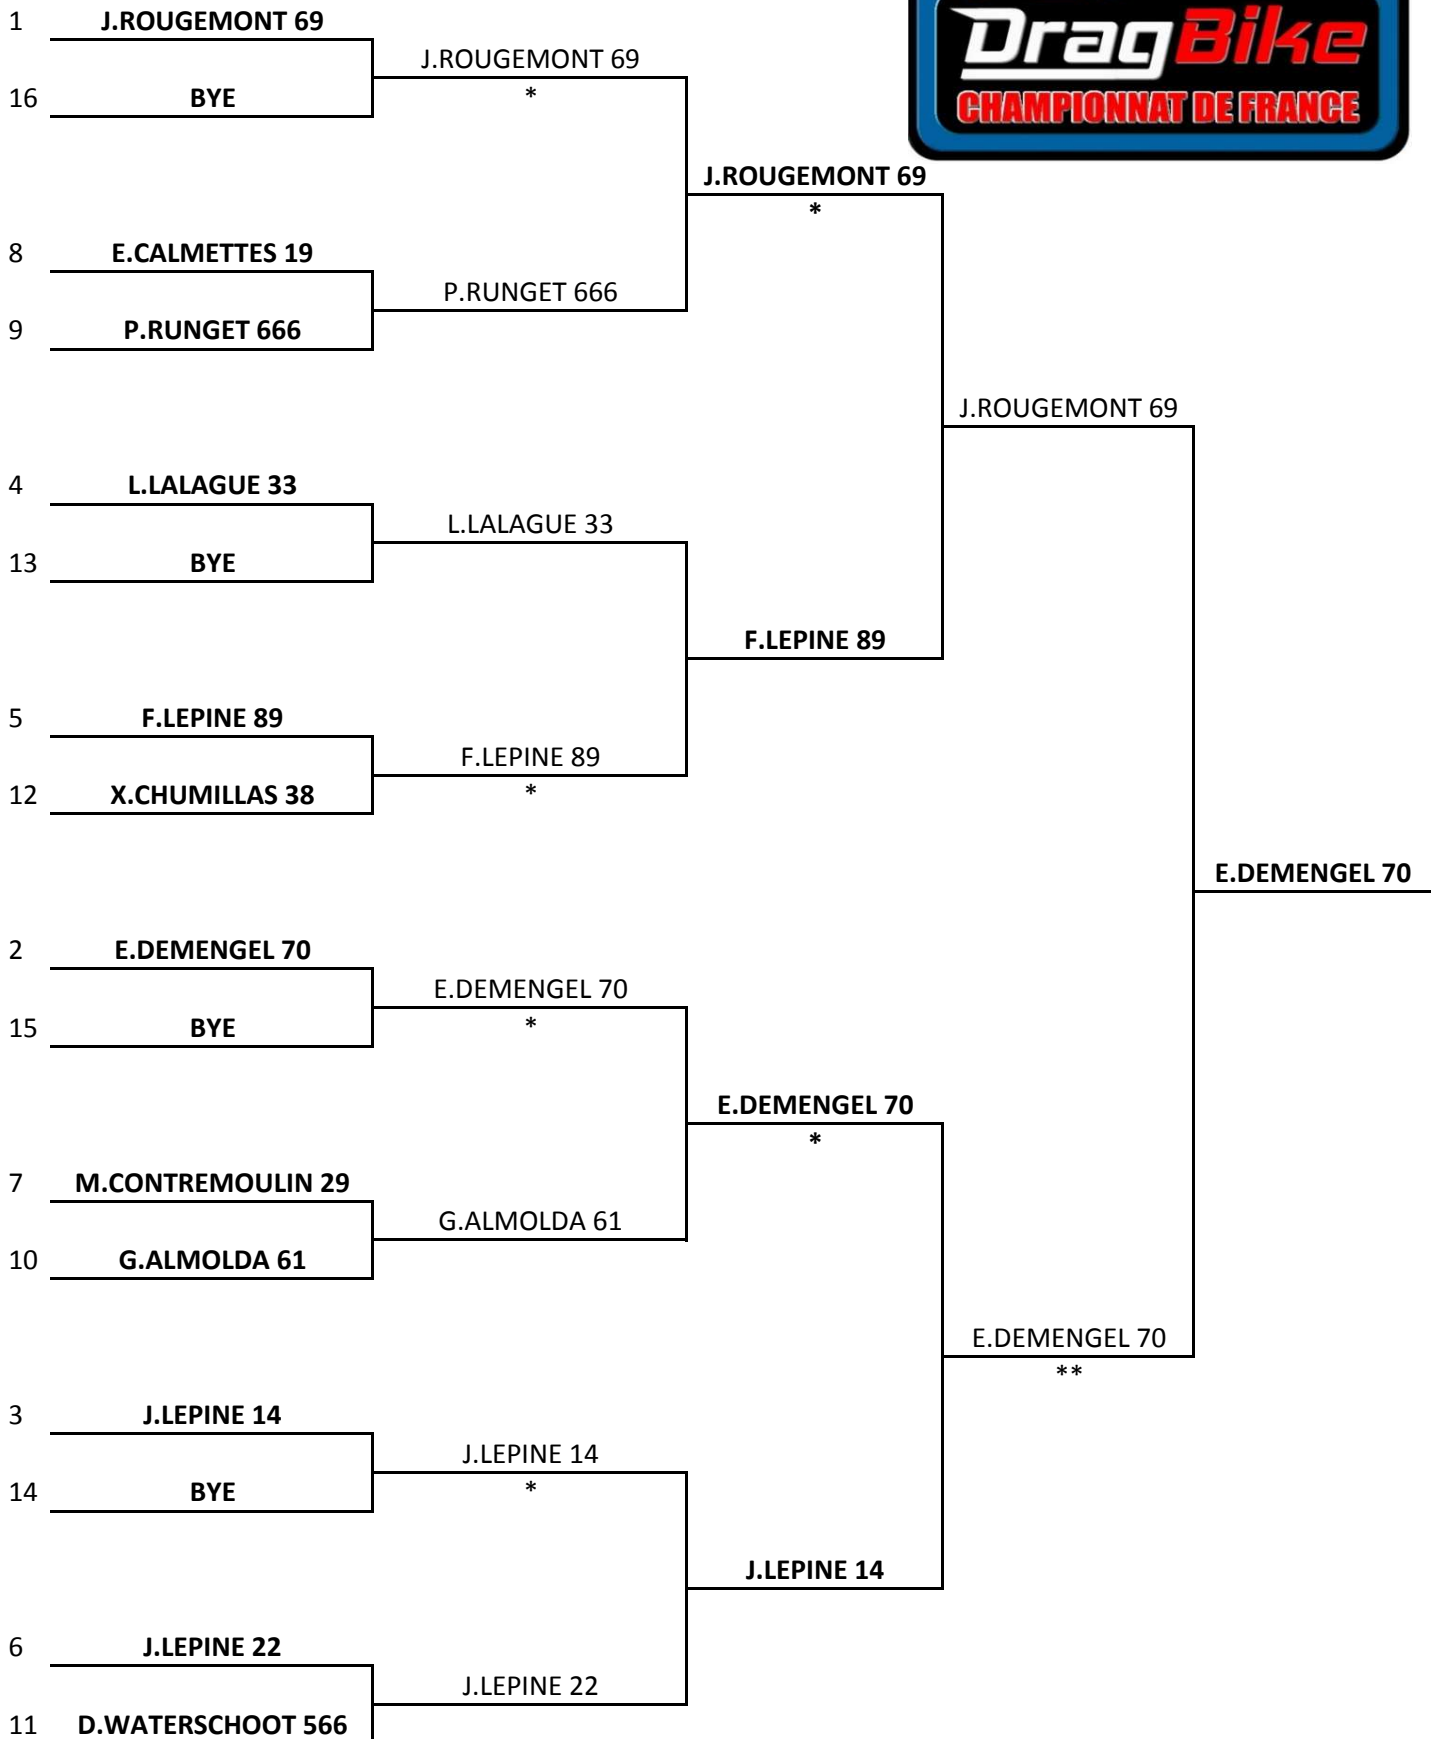 DragBike
CHAMPIONNAT DE FRANCE
1 J.ROUGEMONT 69
J.ROUGEMONT 69
*
16 BYE
J.ROUGEMONT 69
*
8 E.CALMETTES 19
P.RUNGET 666
9 P.RUNGET 666
J.ROUGEMONT 69
4 L.LALAGUE 33
L.LALAGUE 33
13 BYE
F.LEPINE 89
5 F.LEPINE 89
F.LEPINE 89
*
12 X.CHUMILLAS 38
E.DEMENGEL 70
2 E.DEMENGEL 70
E.DEMENGEL 70
*
15 BYE
E.DEMENGEL 70
*
7 M.CONTREMOULIN 29
G.ALMOLDA 61
10 G.ALMOLDA 61
E.DEMENGEL 70
**
3 J.LEPINE 14
J.LEPINE 14
*
14 BYE
J.LEPINE 14
6 J.LEPINE 22
J.LEPINE 22
11 D.WATERSCHOOT 566